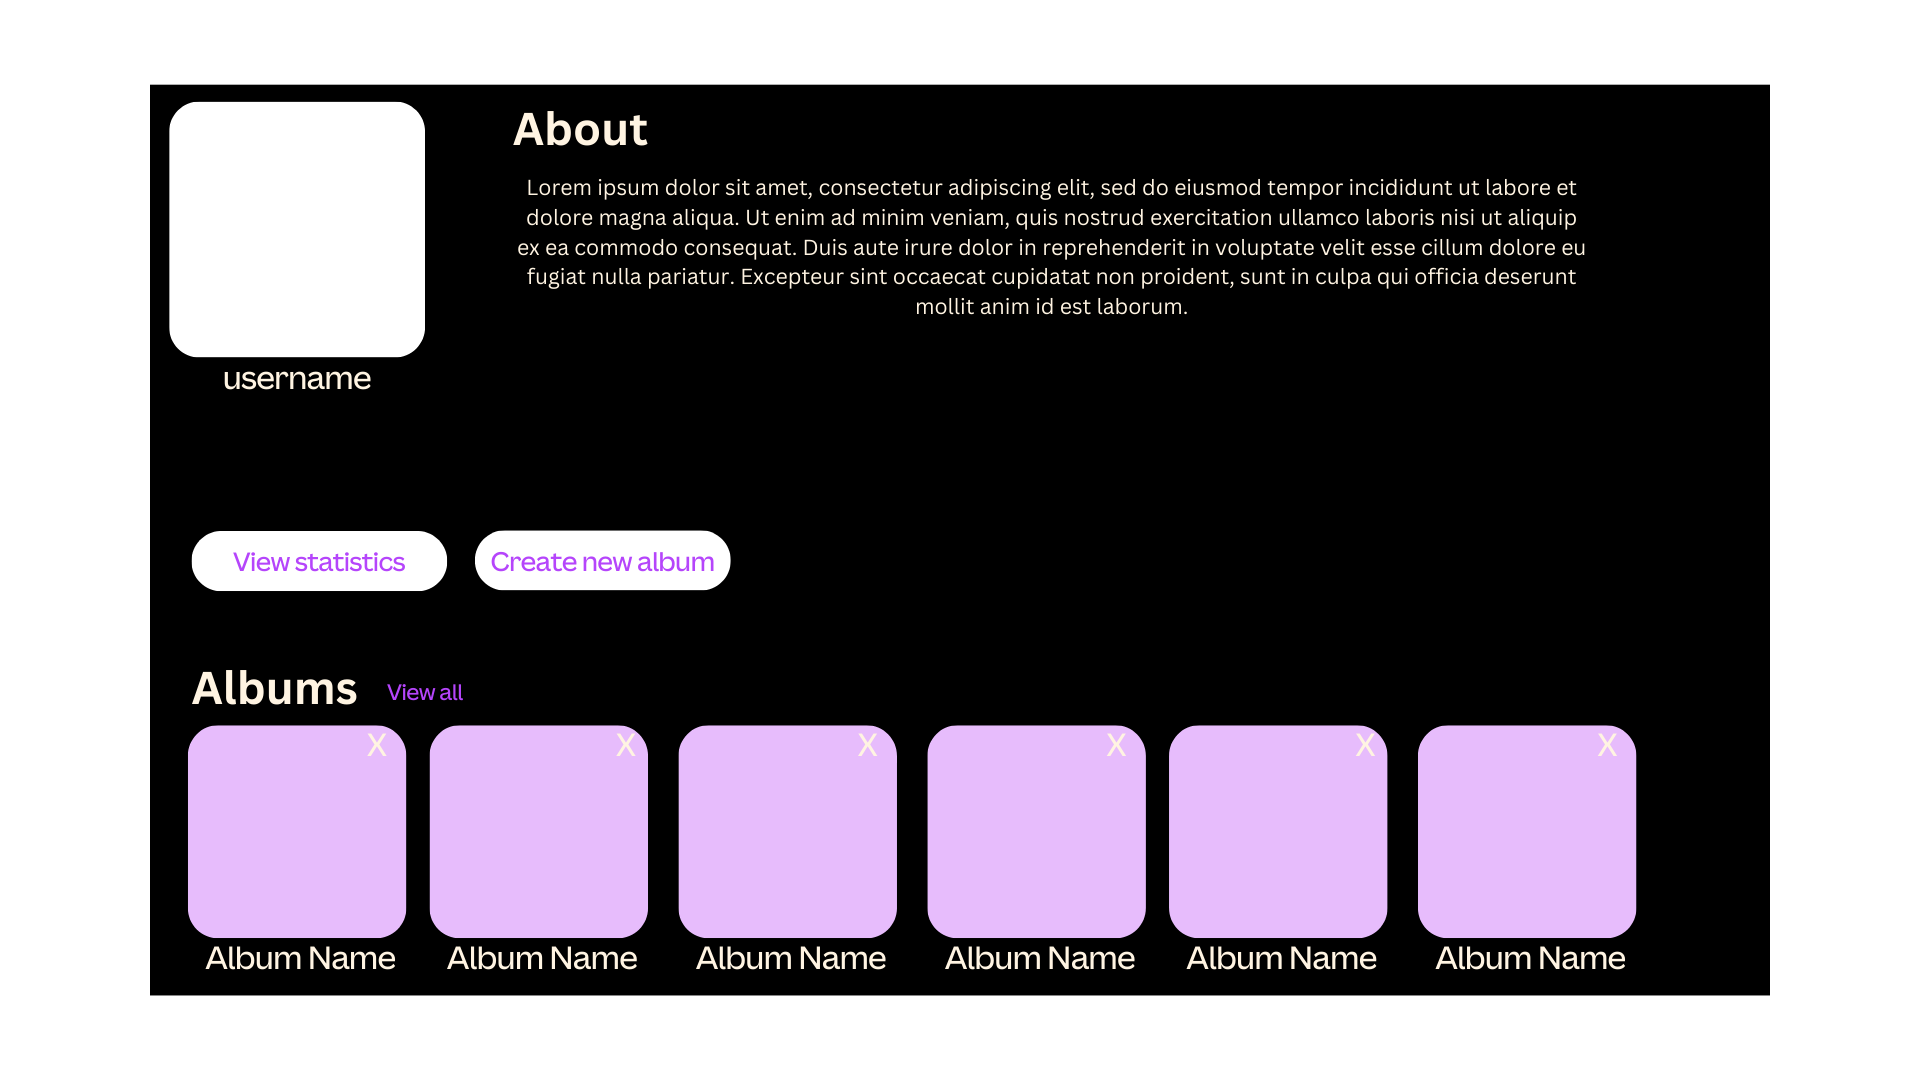 About
Lorem ipsum dolor sit amet, consectetur adipiscing elit, sed do eiusmod tempor incididunt ut labore et
dolore magna aliqua. Ut enim ad minim veniam, quis nostrud exercitation ullamco laboris nisi ut aliquip
ex ea commodo consequat. Duis aute irure dolor in reprehenderit in voluptate velit esse cillum dolore eu
fugiat nulla pariatur. Excepteur sint occaecat cupidatat non proident, sunt in culpa qui officia deserunt
mollit anim id est laborum.
username
View statistics
Create new album
Albums
View all
X
X
X
X
X
X
Album Name
Album Name
Album Name
Album Name
Album Name
Album Name